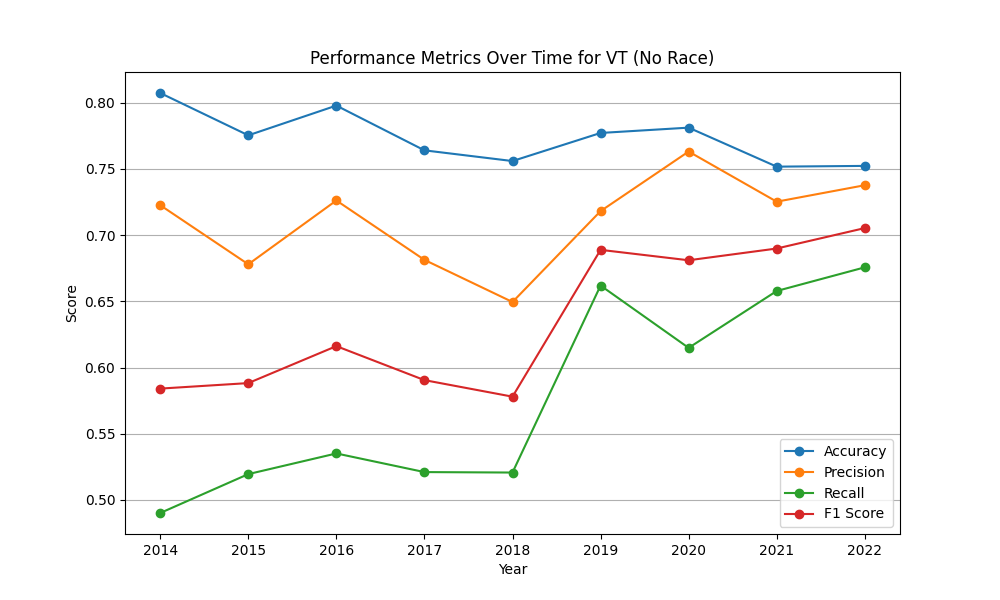 Performance Metrics Over Time for VT (No Race)
0.80
0.75
0.70
0.65
0.60
0.55
0.50
Score
Accuracy
Precision
Recall
F1 Score
2014 2015 2016 2017 2018 2019 2020 2021 2022
Year